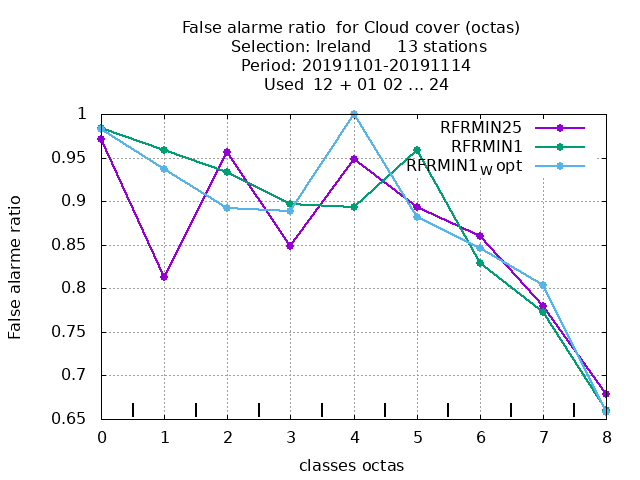 False alarme ratio  for Cloud cover (octas)
Selection: Ireland     13 stations
Period: 20191101-20191114
Used  12 + 01 02 ... 24
RFRMIN25
RFRMIN1
RFRMIN1w opt
False alarme ratio
1
0.95
0.9
0.85
0.8
0.75
0.7
0.65
0 1 2 3 4 5 6 7 8
classes octas